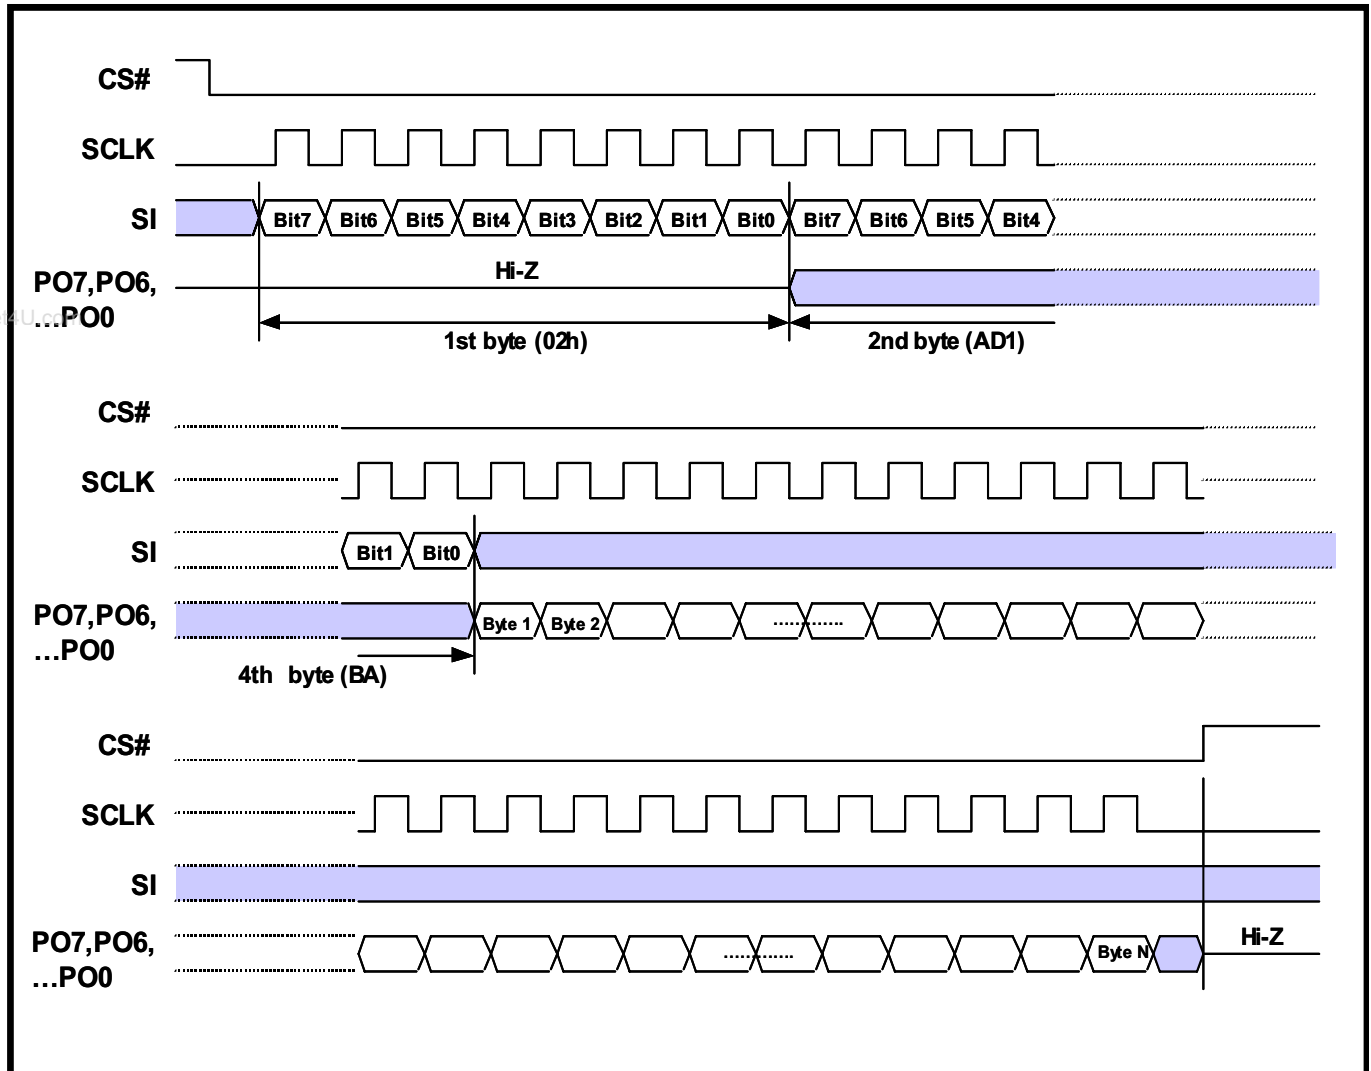 CS#
SCLK
SI Bit7 Bit6 Bit5 Bit4 Bit3 Bit2 Bit1 Bit0 Bit7 Bit6 Bit5 Bit4
PO7,PO6, Hi-Z
...PO0
1st byte (02h) 2nd byte (AD1)
CS#
SCLK
SI Bit1 Bit0
PO7,PO6, Byte 1 Byte 2 ............
...PO0
4th byte (BA)
CS#
SCLK
SI
PO7,PO6, ............ Byte N Hi-Z
...PO0